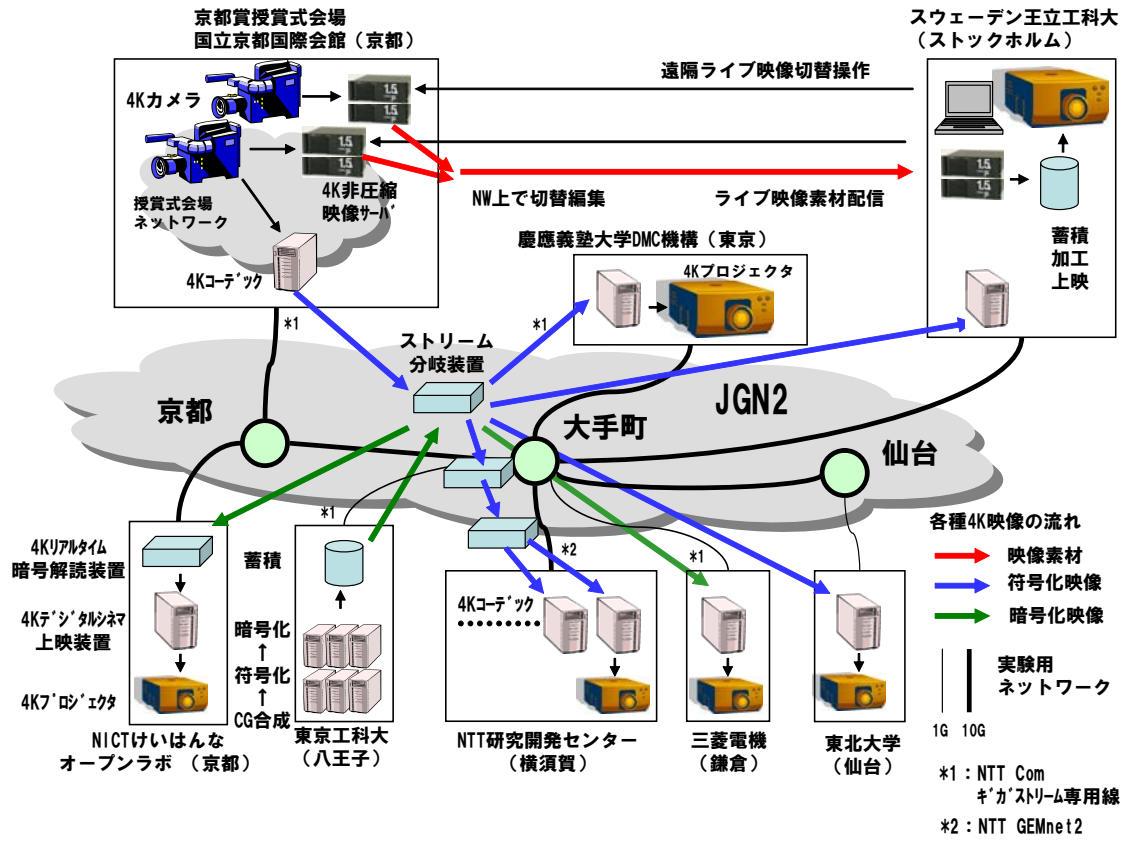 京都賞授賞式会場
国立京都国際会館（京都）
スウェーデン王立工科大
（ストックホルム）
4Kカメラ
1.5
1.5
1.5
1.5
遠隔ライブ映像切替操作
1.5
1.5
授賞式会場
ネットワーク
4K非圧縮
映像ｻｰﾊﾞ
NW上で切替編集
ライブ映像素材配信
4Kｺｰﾃﾞｯｸ
慶應義塾大学DMC機構（東京）
4Kプロジェクタ
蓄積
加工
上映
*1
*1
ストリーム
分岐装置
JGN2
京都
大手町
仙台
*1
*2
*1
4Kﾘｱﾙﾀｲﾑ
暗号解読装置
4Kﾃﾞｼﾞﾀﾙｼﾈﾏ
上映装置
4Kﾌﾟﾛｼﾞｪｸﾀ
NICTけいはんな
オープンラボ （京都）
蓄積
暗号化
↑
符号化
↑
CG合成
東京工科大
（八王子）
4Kｺｰﾃﾞｯｸ
NTT研究開発センター
（横須賀）
三菱電機
（鎌倉）
東北大学
（仙台）
各種4K映像の流れ
映像素材
符号化映像
暗号化映像
実験用
ネットワーク
1G 10G
*1：NTT Com
ｷﾞｶﾞｽﾄﾘｰﾑ専用線
*2：NTT GEMnet2